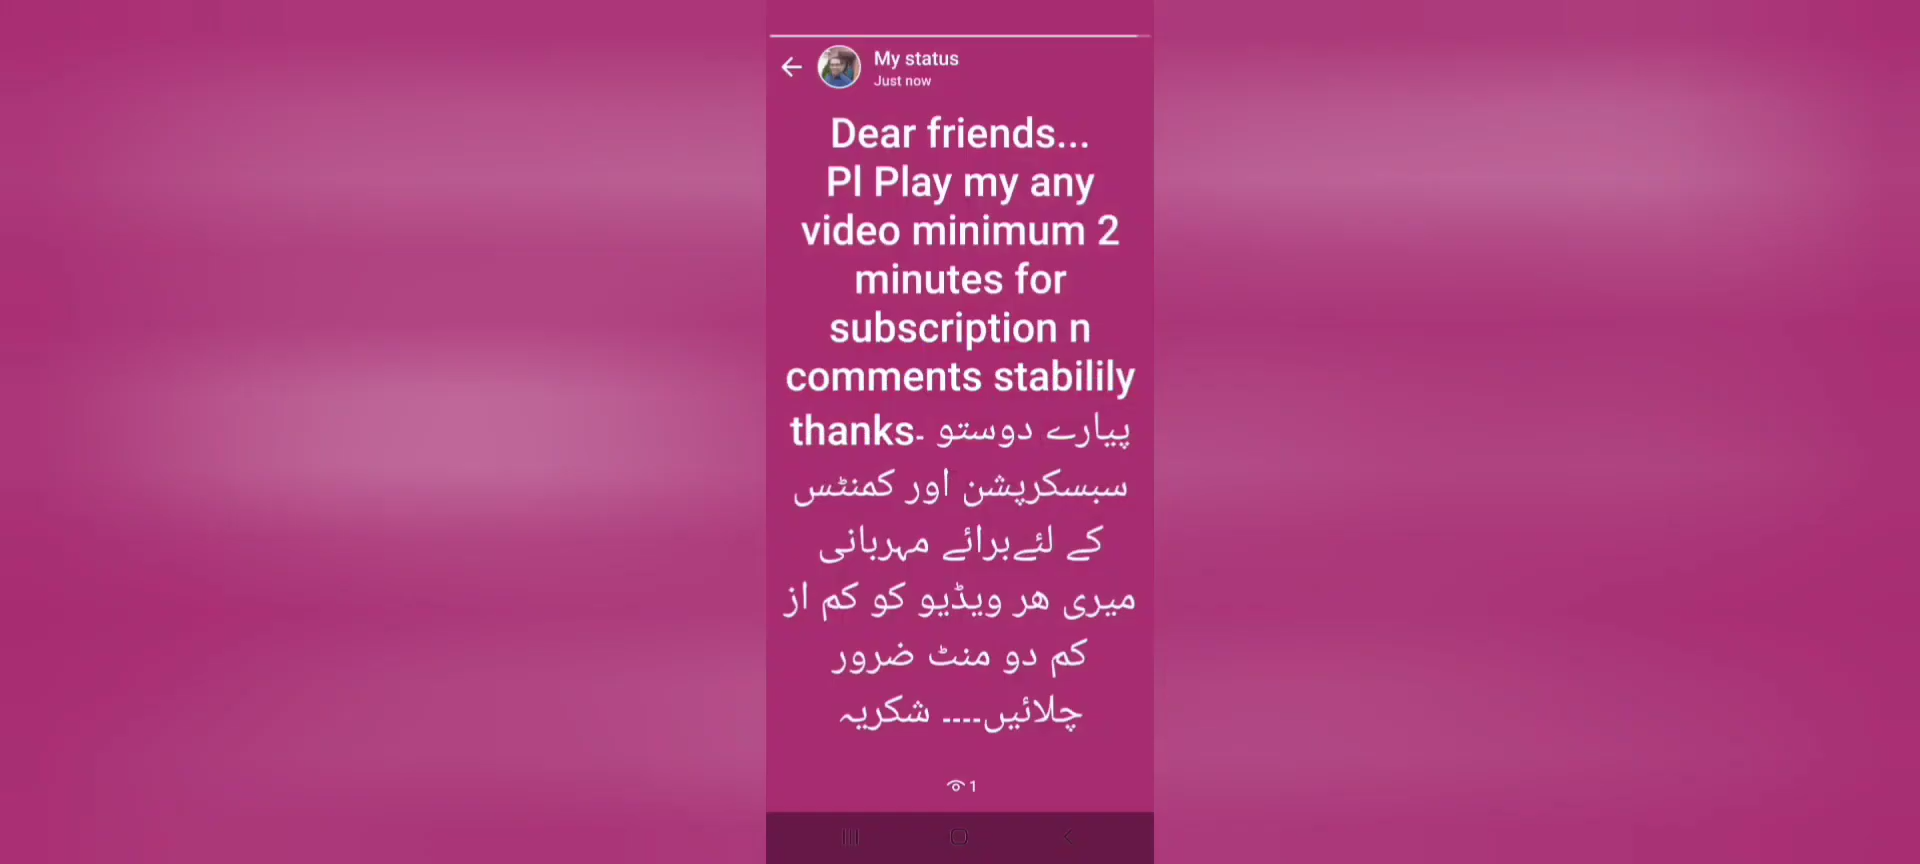 My status
Just now
Dear friends...
Pl Play my any
video minimum 2
minutes for
subscription n
comments stabilily
thanks۔ پیارے دوستو
سبسکرپشن اور کمنٹس
کے لئےبرائے مہربانی
میری ھر ویڈیو کو کم از
کم دو منٹ ضرور
چلائیں۔۔۔۔ شکریہ
1